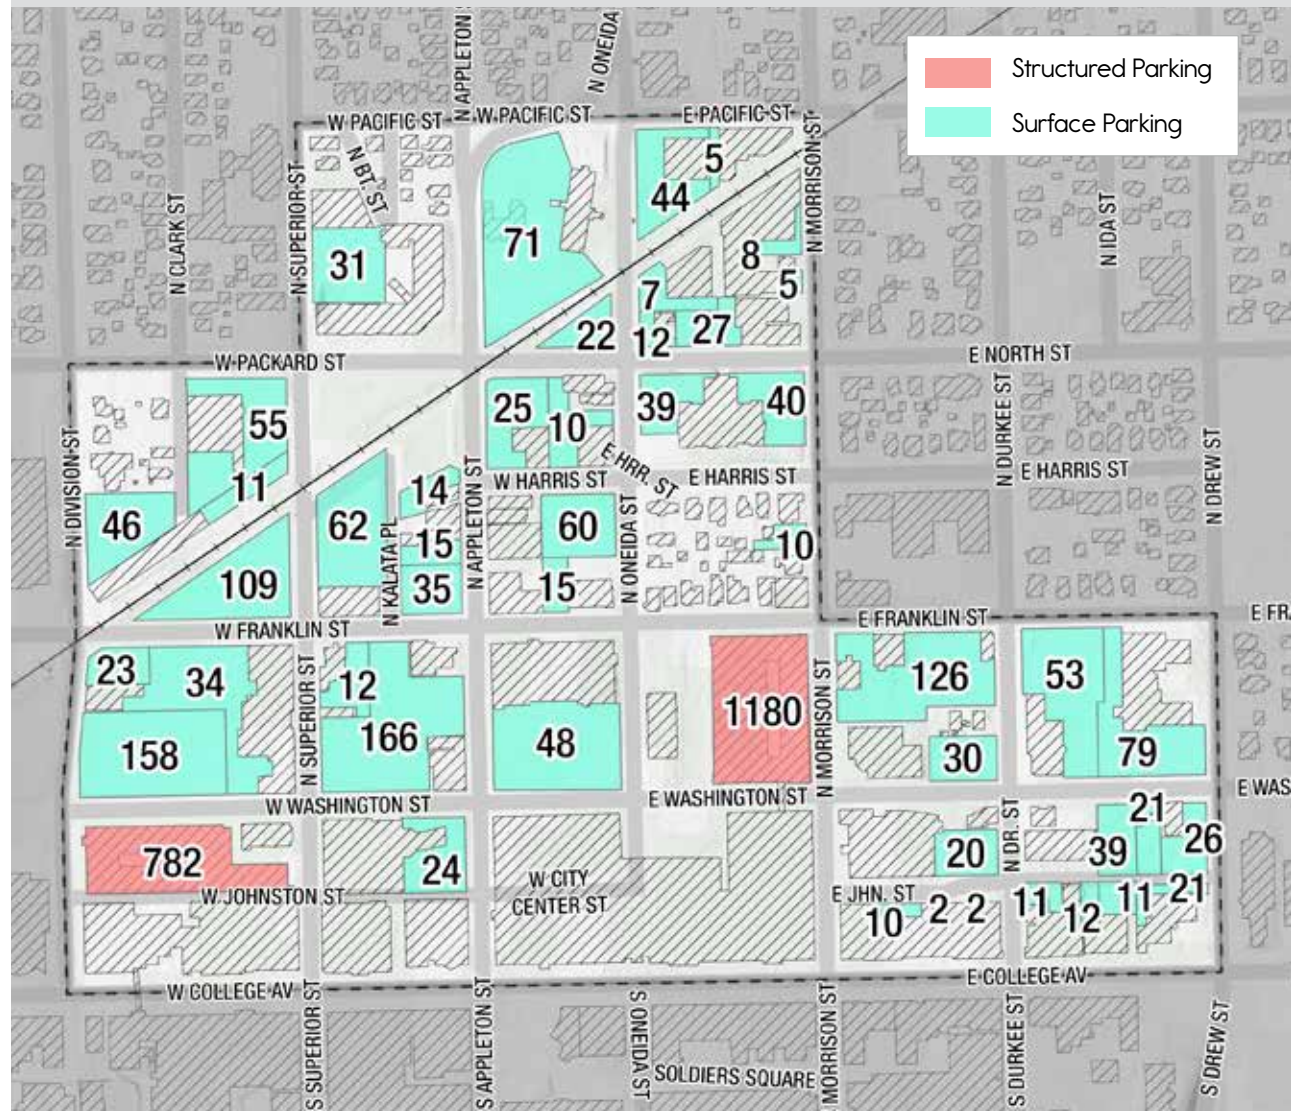 N APPLETON S
N ONEIDA
Structured Parking
Surface Parking
W PACIFIC ST
W PACIFIC ST
E PACIFIC ST
N BT. ST
5
N MORRISON ST
N CLARK ST
N SUPERIOR ST
44
N IDA ST
71
31
8
5
7
22
12
27
W PACKARD ST
E NORTH ST
55
25
10
39
40
N DURKEE ST
N DIVISION ST
N APPLETON ST
E HRR. ST
W HARRIS ST
E HARRIS ST
E HARRIS ST
N DREW ST
11
14
46
62
N KALATA PL
15
60
N ONEIDA ST
10
109
35
15
W FRANKLIN ST
E FRANKLIN ST
E FRA
23
34
12
N SUPERIOR ST
N MORRISON ST
126
53
166
158
48
1180
30
79
W WASHINGTON ST
E WASHINGTON ST
E WAS
782
24
20
N DR. ST
39
21
26
W JOHNSTON ST
W CITY
CENTER ST
E JHN. ST
10
2
2
11
12
11
21
W COLLEGE AV
E COLLEGE AV
S SUPERIOR ST
S APPLETON ST
S ONEIDA ST
SOLDIERS SQUARE
MORRISON ST
S DURKEE ST
S DREW ST